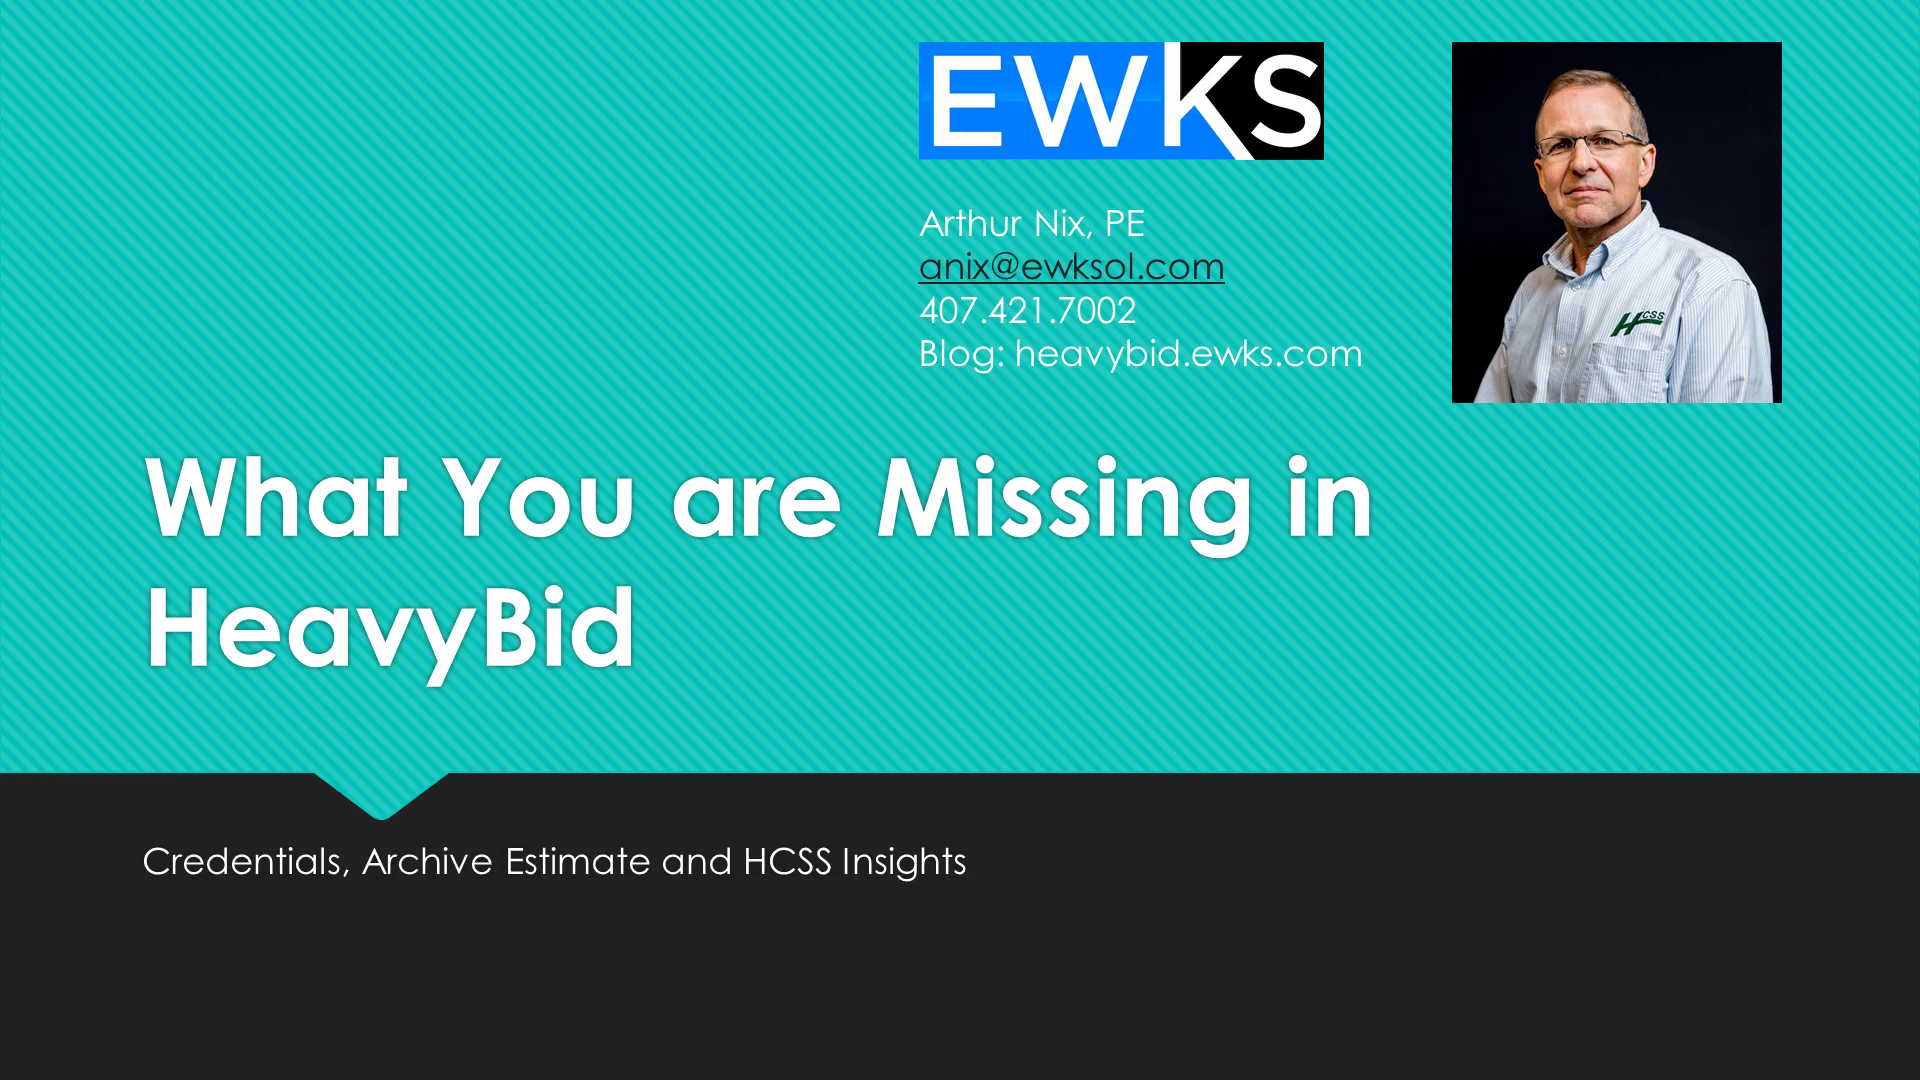 EWKS
Arthur Nix, PE
anix@ewksol.com
407.421.7002
Blog: heavybid.ewks.com
HCSS
What You are Missing in
HeavyBid
Credentials, Archive Estimate and HCSS Insights